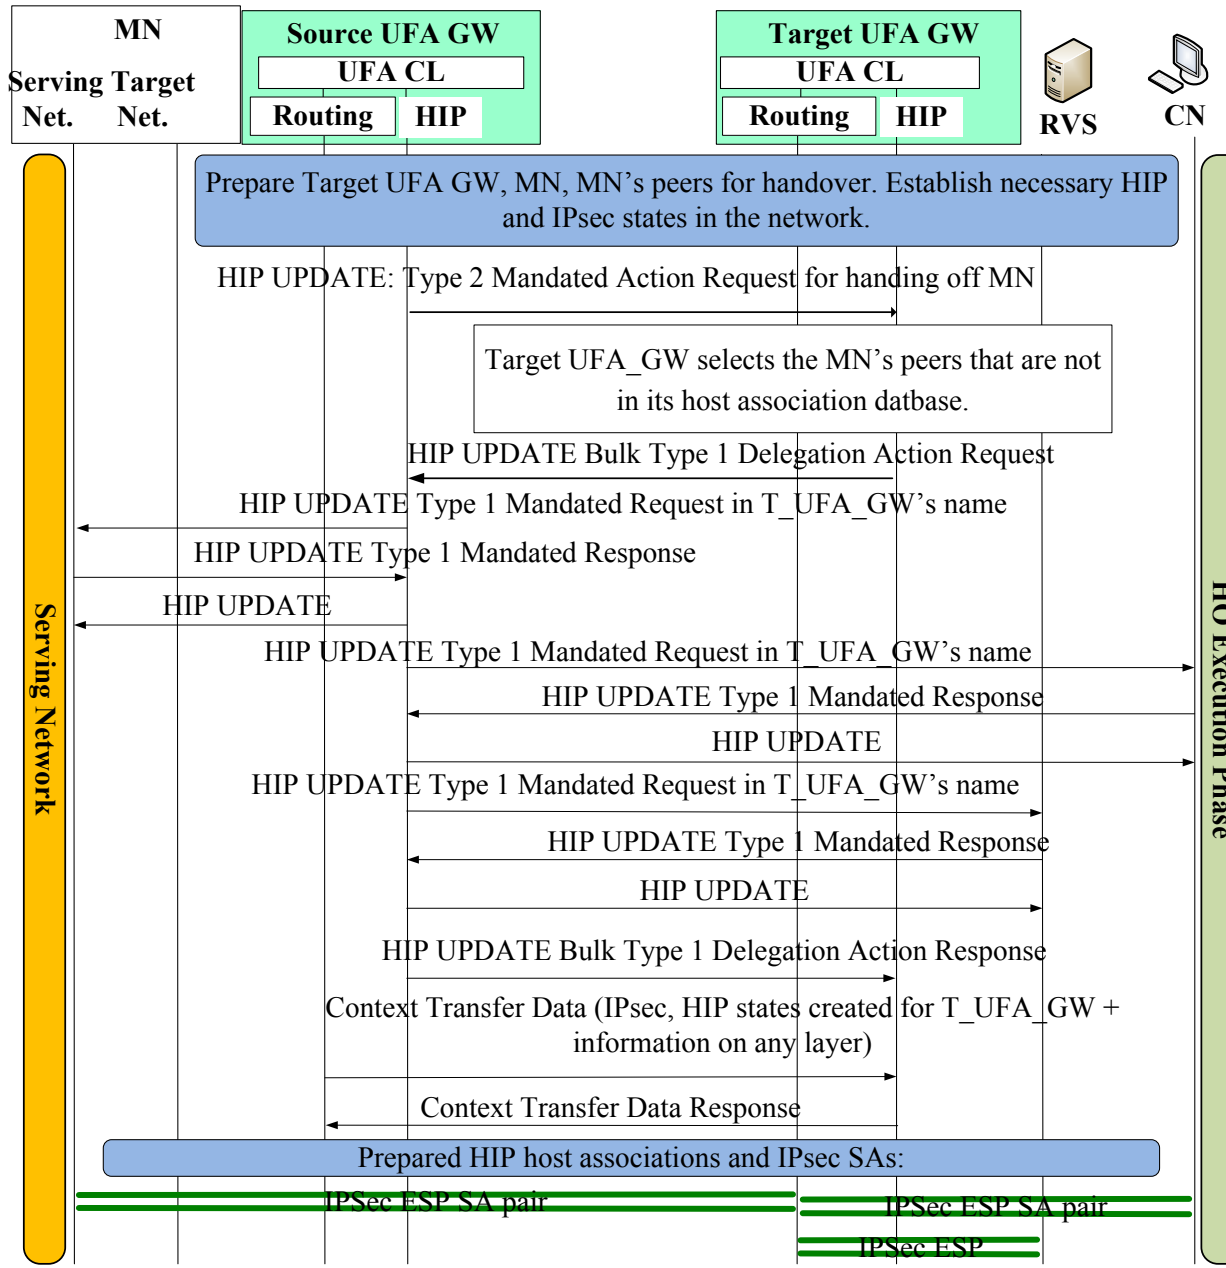 MN
Serving Target
Net. Net.
Source UFA GW
UFA CL
Routing HIP
Target UFA GW
UFA CL
Routing HIP
RVS
CN
Prepare Target UFA GW, MN, MN's peers for handover. Establish necessary HIP
and IPsec states in the network.
HIP UPDATE: Type 2 Mandated Action Request for handing off MN
Target UFA_GW selects the MN's peers that are not
in its host association datbase.
HIP UPDATE Bulk Type 1 Delegation Action Request
HIP UPDATE Type 1 Mandated Request in T_UFA_GW's name
HIP UPDATE Type 1 Mandated Response
HIP UPDATE
HIP UPDATE Type 1 Mandated Request in T_UFA_GW's name
HIP UPDATE Type 1 Mandated Response
HIP UPDATE
HIP UPDATE Type 1 Mandated Request in T_UFA_GW's name
HIP UPDATE Type 1 Mandated Response
HIP UPDATE
HIP UPDATE Bulk Type 1 Delegation Action Response
Context Transfer Data (IPsec, HIP states created for T_UFA_GW +
information on any layer)
Context Transfer Data Response
Prepared HIP host associations and IPsec SAs:
IPSec ESP SA pair
IPSec ESP SA pair
IPSec ESP
Serving Network
HO Execution Phase